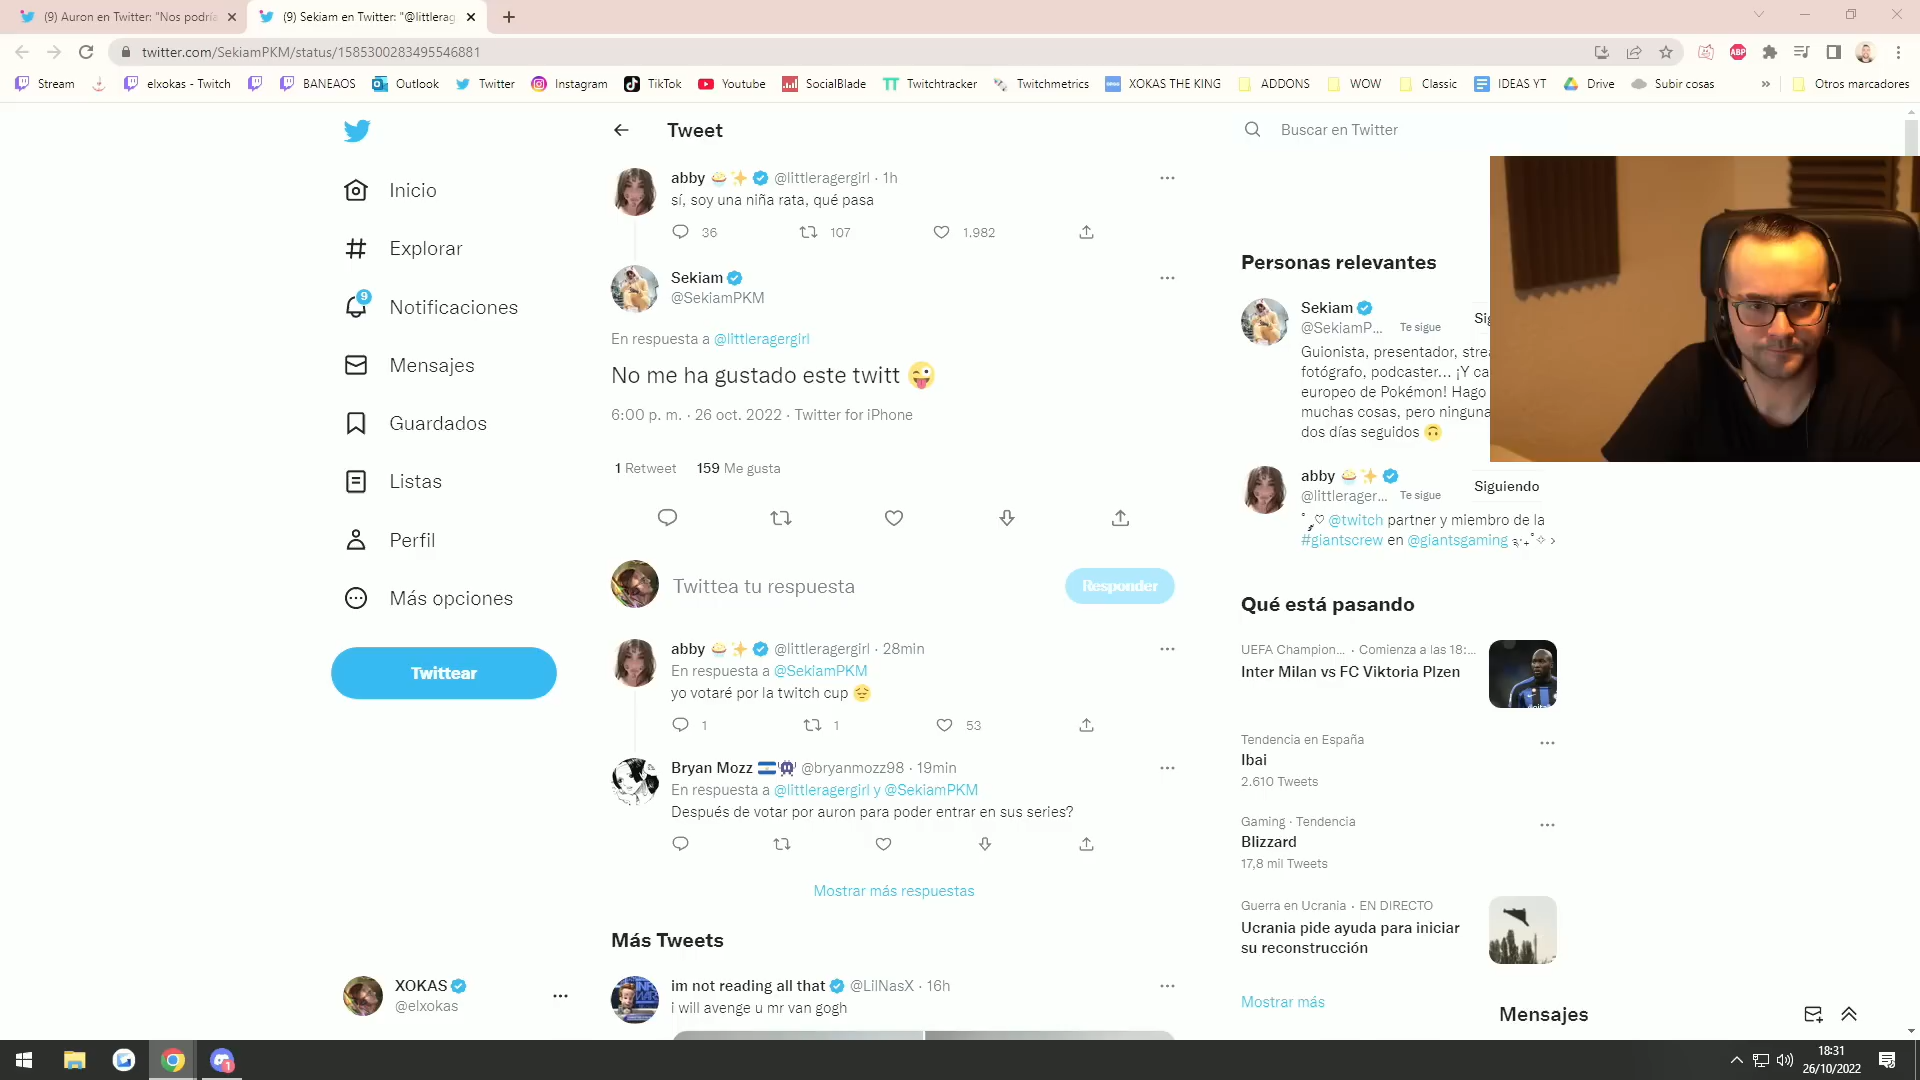 (9) Auron en Twitter: "Nos podría
(9) Sekiam en Twitter: "@littlerag
twitter.com/SekiamPKM/status/1585300283495546881
ABP
Stream
elxokas - Twitch
BANEAOS
Outlook
Twitter
Instagram
TikTok
Youtube
SocialBlade
Twitchtracker
Twitchmetrics
XOKAS THE KING
ADDONS
WOW
Classic
IDEAS YT
Drive
Subir cosas
»
Otros marcadores
Inicio
Explorar
9
Notificaciones
Mensajes
Guardados
Listas
Perfil
Más opciones
Twittear
XOKAS
@elxokas
Tweet
abby 🧁✨ @littleragergirl · 1h
sí, soy una niña rata, qué pasa
36 107 1.982
Sekiam
@SekiamPKM
En respuesta a @littleragergirl
No me ha gustado este twitt 😜
6:00 p. m. · 26 oct. 2022 · Twitter for iPhone
1 Retweet 159 Me gusta
Twittea tu respuesta
Responder
abby 🧁✨ @littleragergirl · 28min
En respuesta a @SekiamPKM
yo votaré por la twitch cup 😔
1 1 53
Bryan Mozz @bryanmozz98 · 19min
En respuesta a @littleragergirl y @SekiamPKM
Después de votar por auron para poder entrar en sus series?
Mostrar más respuestas
Más Tweets
im not reading all that @LilNasX · 16h
i will avenge u mr van gogh
Buscar en Twitter
Personas relevantes
Sekiam
@SekiamP... Te sigue
Sig
Guionista, presentador, stre
fotógrafo, podcaster... ¡Y ca
europeo de Pokémon! Hago
muchas cosas, pero ninguna
dos días seguidos 🙃
abby 🧁✨
@littlerager... Te sigue
Siguiendo
@twitch partner y miembro de la
#giantscrew en @giantsgaming
Qué está pasando
UEFA Champion... · Comienza a las 18:...
Inter Milan vs FC Viktoria Plzen
Tendencia en España
Ibai
2.610 Tweets
Gaming · Tendencia
Blizzard
17,8 mil Tweets
Guerra en Ucrania · EN DIRECTO
Ucrania pide ayuda para iniciar
su reconstrucción
Mostrar más
Mensajes
1
18:31
26/10/2022